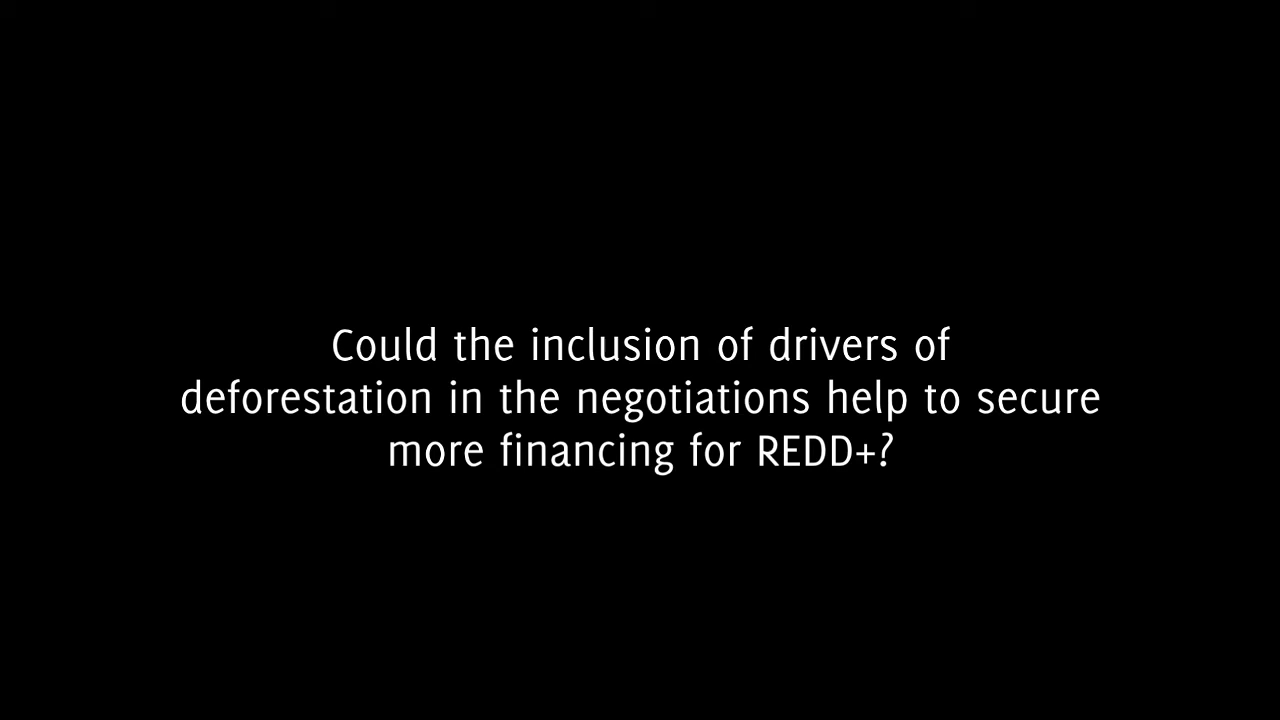 Could the inclusion of drivers of
deforestation in the negotiations help to secure
more financing for REDD+?